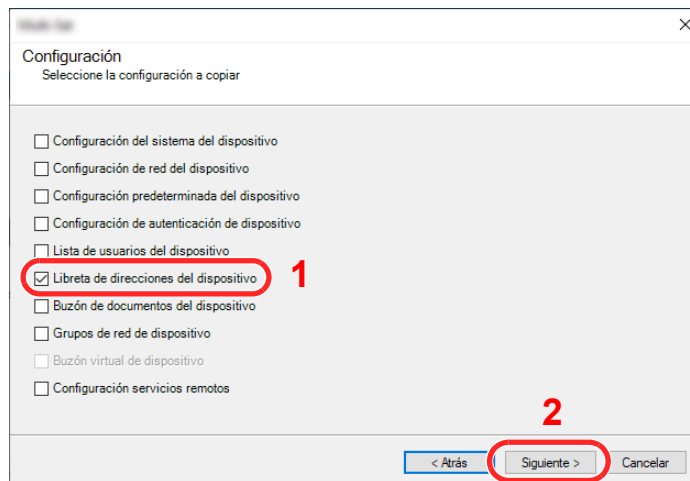 Configuración
Seleccione la configuración a copiar
Configuración del sistema del dispositivo
Configuración de red del dispositivo
Configuración predeterminada del dispositivo
Configuración de autenticación de dispositivo
Lista de usuarios del dispositivo
Libreta de direcciones del dispositivo
1
Buzón de documentos del dispositivo
Grupos de red de dispositivo
Buzón virtual de dispositivo
Configuración servicios remotos
2
< Atrás
Siguiente >
Cancelar